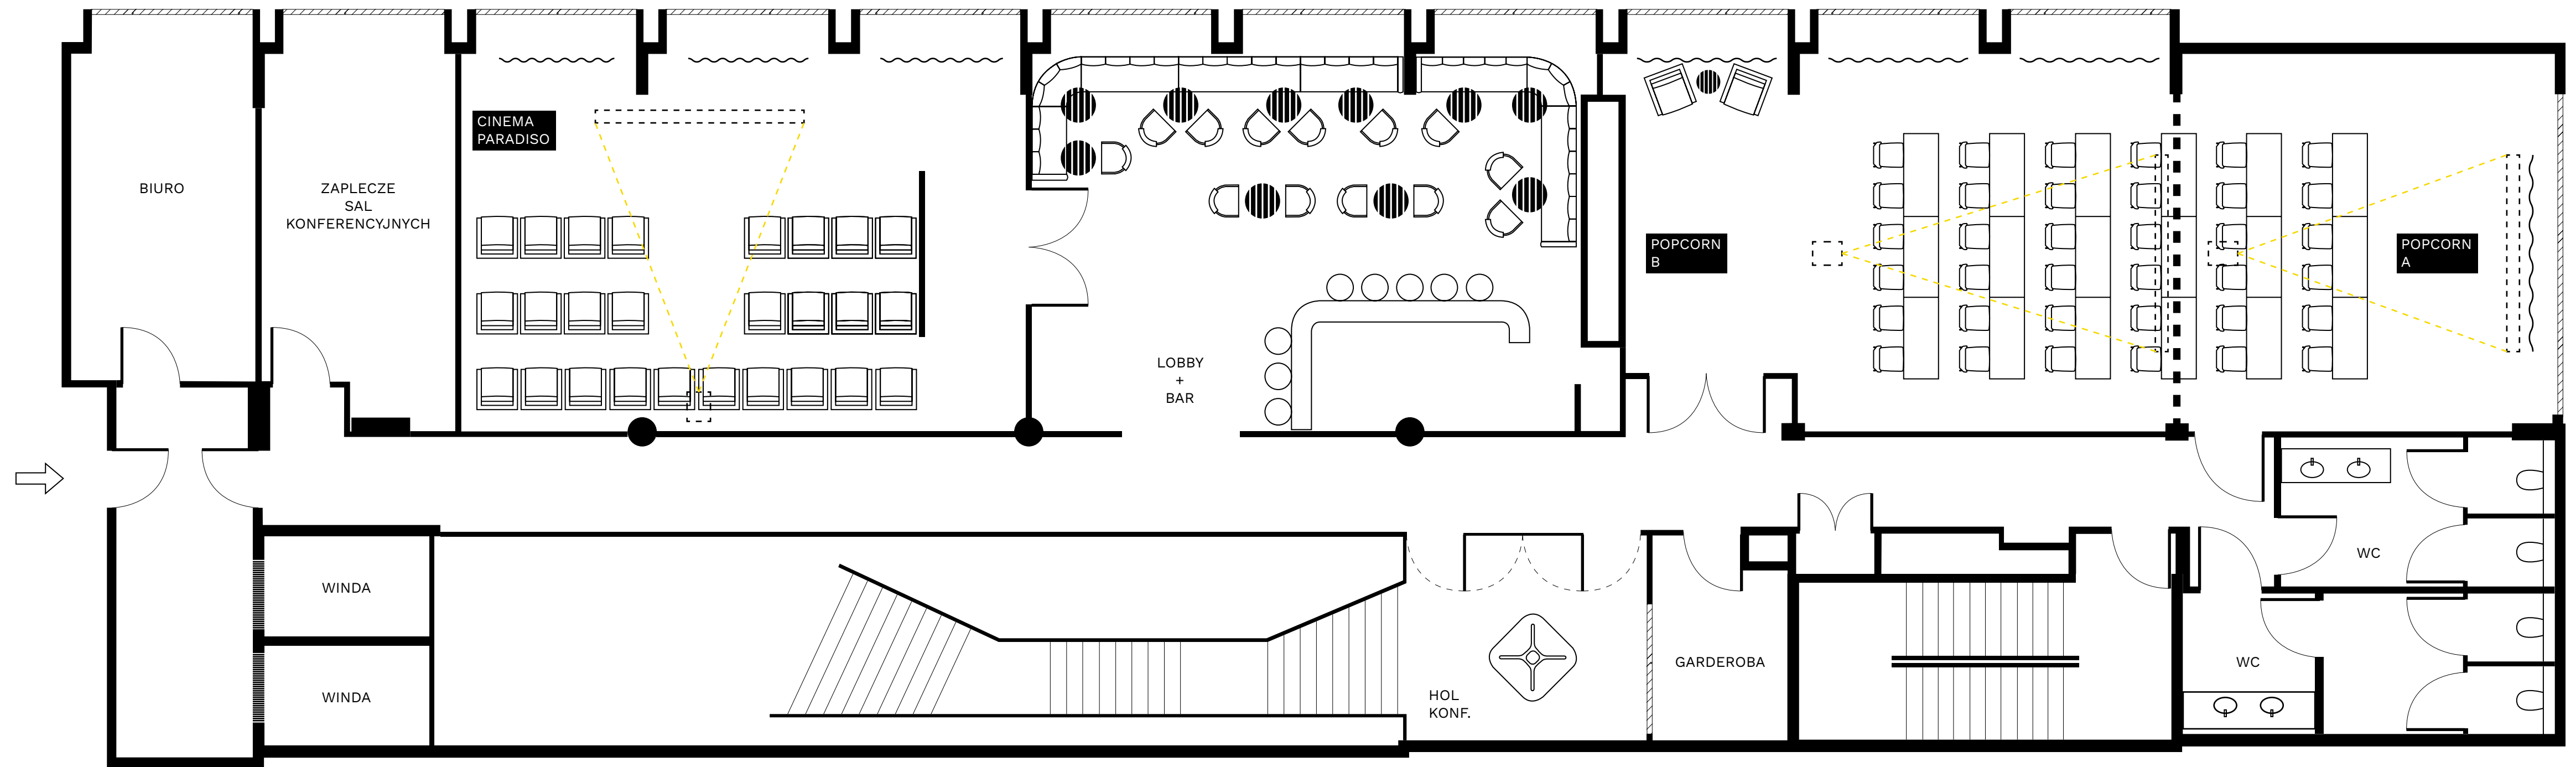 BIURO
ZAPLECZE
SAL
KONFERENCYJNYCH
CINEMA
PARADISO
LOBBY
+
BAR
POPCORN
B
POPCORN
A
WINDA
WINDA
HOL
KONF.
GARDEROBA
WC
WC